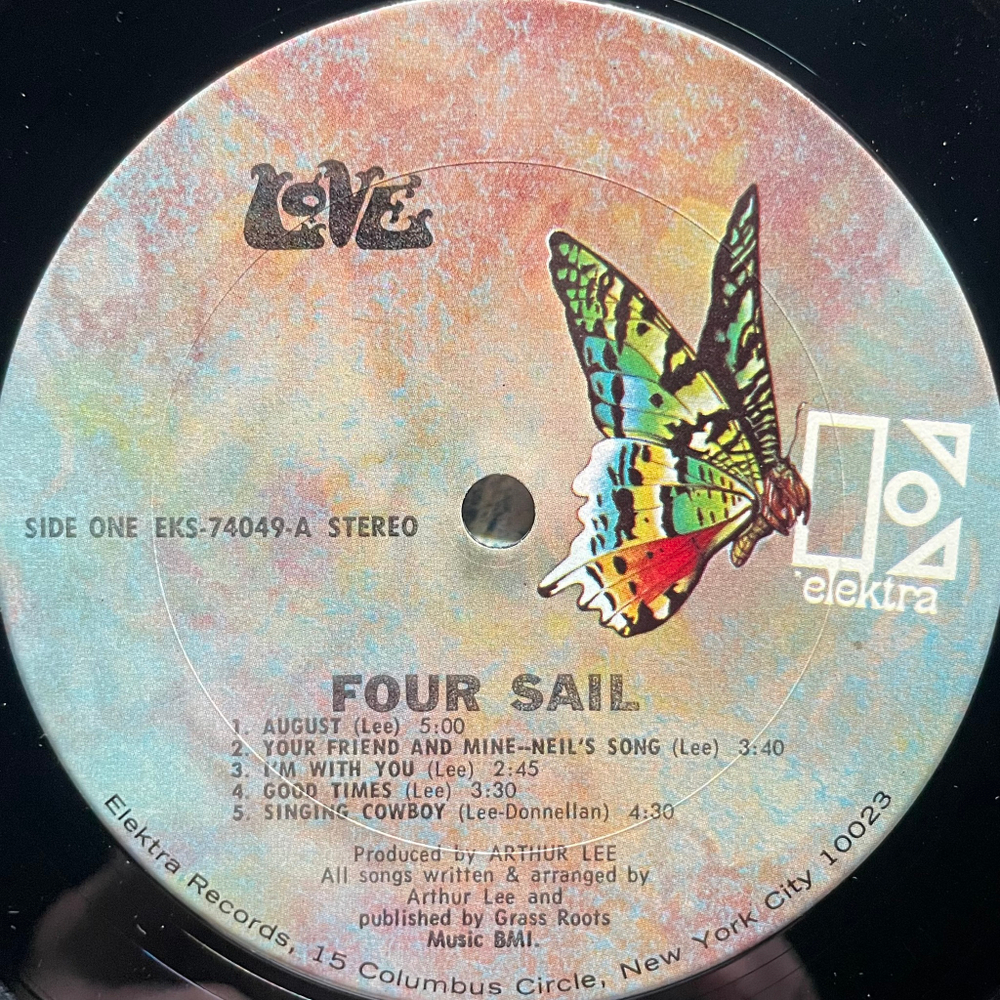 LOVE
SIDE ONE EKS-74049-A STEREO
elektra
FOUR SAIL
1. AUGUST (Lee) 5:00
2. YOUR FRIEND AND MINE--NEIL'S SONG (Lee) 3:40
3. I'M WITH YOU (Lee) 2:45
4. GOOD TIMES (Lee) 3:30
5. SINGING COWBOY (Lee-Donnellan) 4:30
Produced by ARTHUR LEE
All songs written & arranged by
Arthur Lee and
published by Grass Roots
Music BMI.
Elektra Records, 15 Columbus Circle, New York City 10023